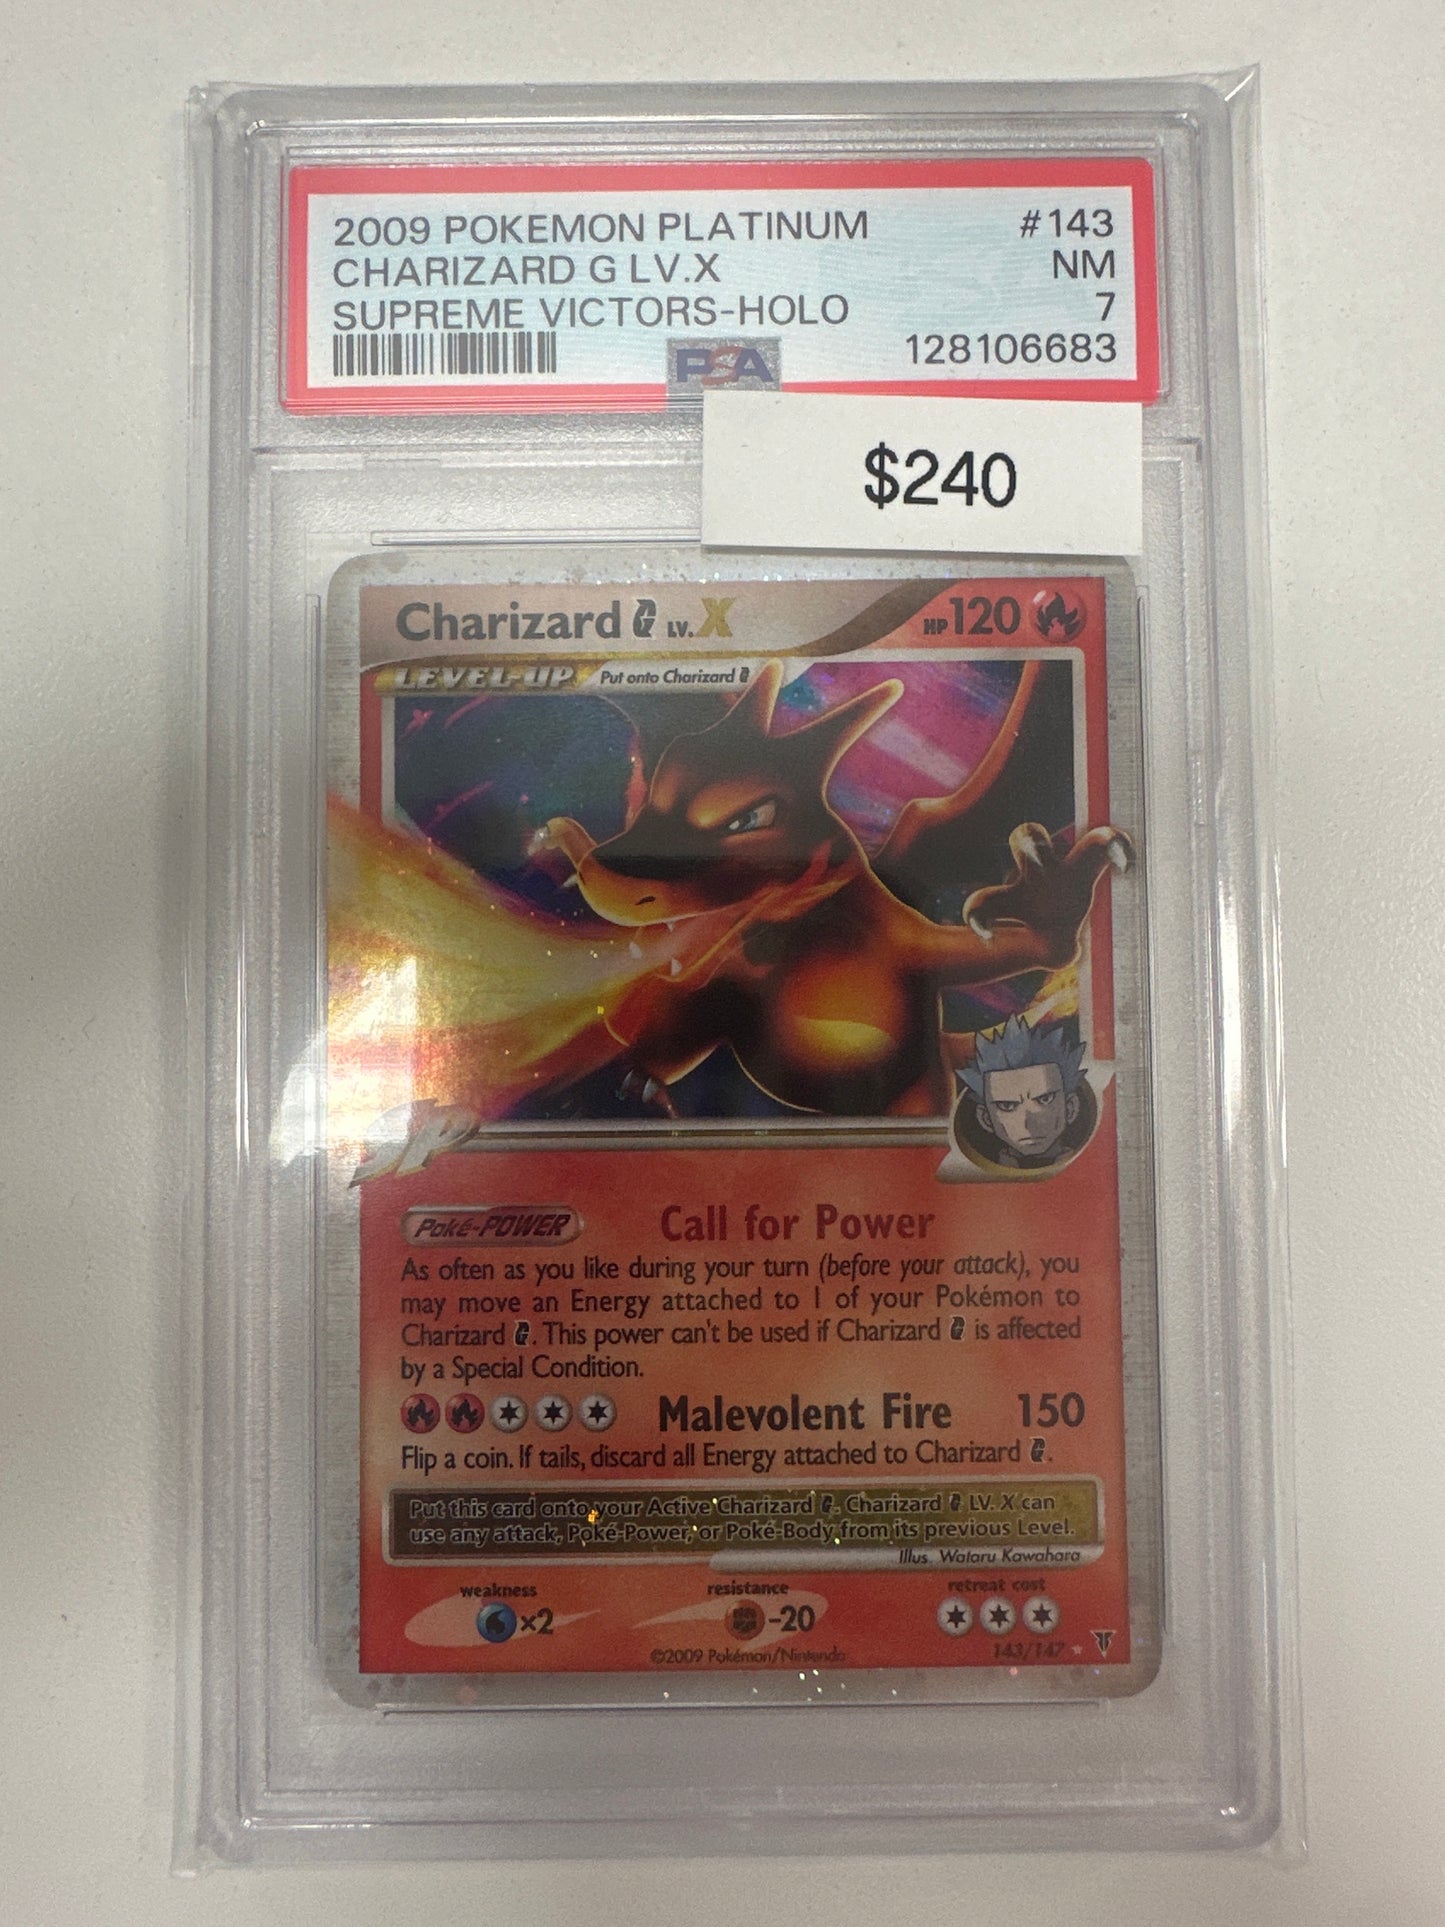 2009 POKEMON PLATINUM #143
CHARIZARD G LV.X NM
SUPREME VICTORS-HOLO 7
PSA 128106683
$240
Charizard G LV.X HP120
LEVEL-UP Put onto Charizard G
SP
Poké-POWER Call for Power
As often as you like during your turn (before your attack), you
may move an Energy attached to 1 of your Pokémon to
Charizard G. This power can't be used if Charizard G is affected
by a Special Condition.
Malevolent Fire 150
Flip a coin. If tails, discard all Energy attached to Charizard G.
Put this card onto your Active Charizard G. Charizard G LV. X can
use any attack, Poké-Power, or Poké-Body from its previous Level.
Illus. Wataru Kawahara
weakness resistance retreat cost
×2 -20
©2009 Pokémon/Nintendo 143/147